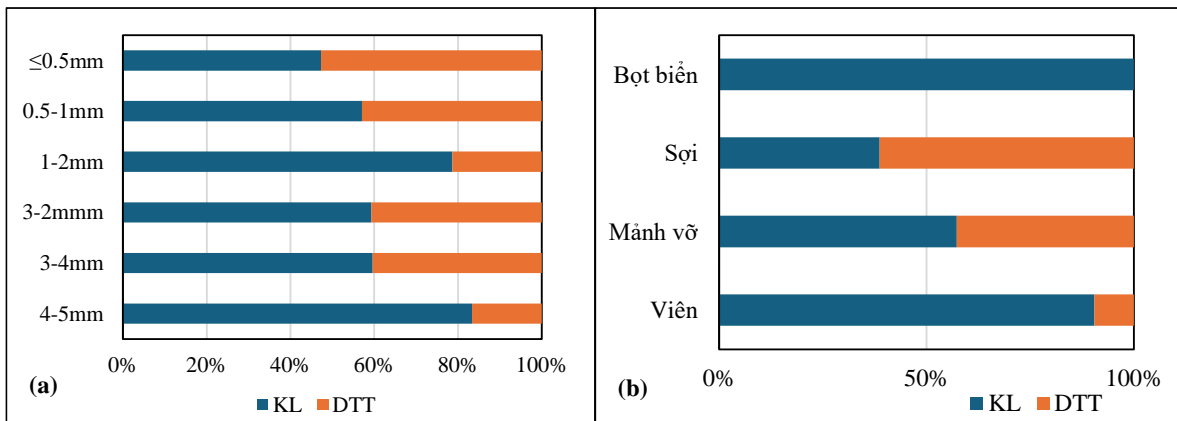 ≤0.5mm
0.5-1mm
1-2mm
3-2mmm
3-4mm
4-5mm
0% 20% 40% 60% 80% 100%
(a)
KL DTT
Bọt biển
Sợi
Mảnh vỡ
Viên
0% 50% 100%
KL DTT
(b)